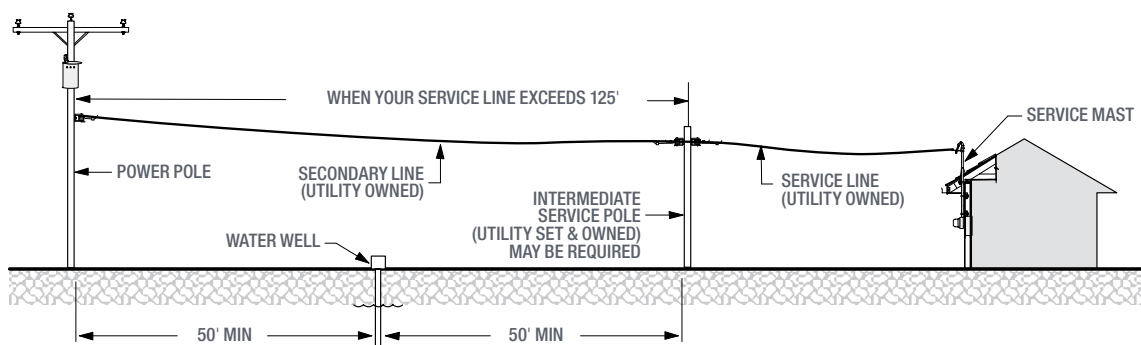 WHEN YOUR SERVICE LINE EXCEEDS 125'
SERVICE MAST
POWER POLE
SECONDARY LINE
(UTILITY OWNED)
SERVICE LINE
(UTILITY OWNED)
INTERMEDIATE
SERVICE POLE
(UTILITY SET & OWNED)
MAY BE REQUIRED
WATER WELL
50' MIN
50' MIN